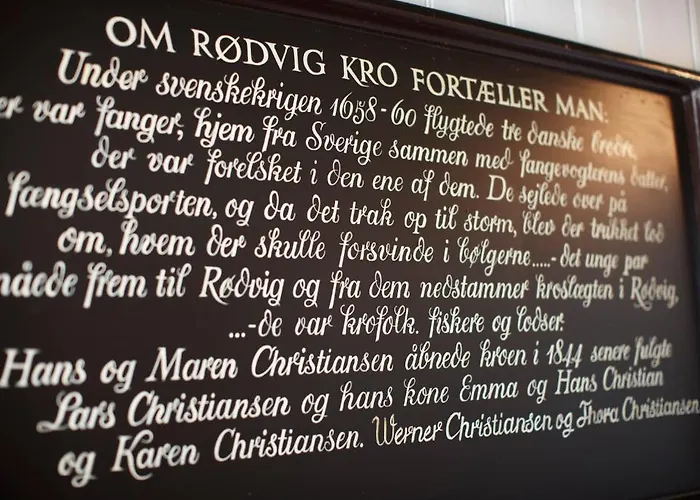 OM RØDVIG KRO FORTÆLLER MAN:
Under svenskekrigen 1658-60 flygtede tre danske brødre,
er var fanger, hjem fra Sverige sammen med fangevogterens datter,
der var forelsket i den ene af dem. De sejlede over på
fængselsporten, og da det trak op til storm, blev der trukket lod
om, hvem der skulle forsvinde i bølgerne.....-det unge par
nåede frem til Rødvig og fra dem nedstammer kroslægten i Rødvig,
...-de var krofolk. fiskere og lodser.
Hans og Maren Christiansen åbnede kroen i 1844 senere fulgte
Lars Christiansen og hans kone Emma og Hans Christian
og Karen Christiansen. Werner Christiansen og Thora Christiansen